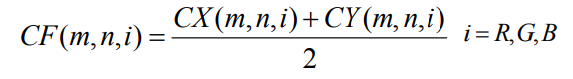 CF(m,n,i) = (CX(m,n,i)+CY(m,n,i))/2 i = R,G,B